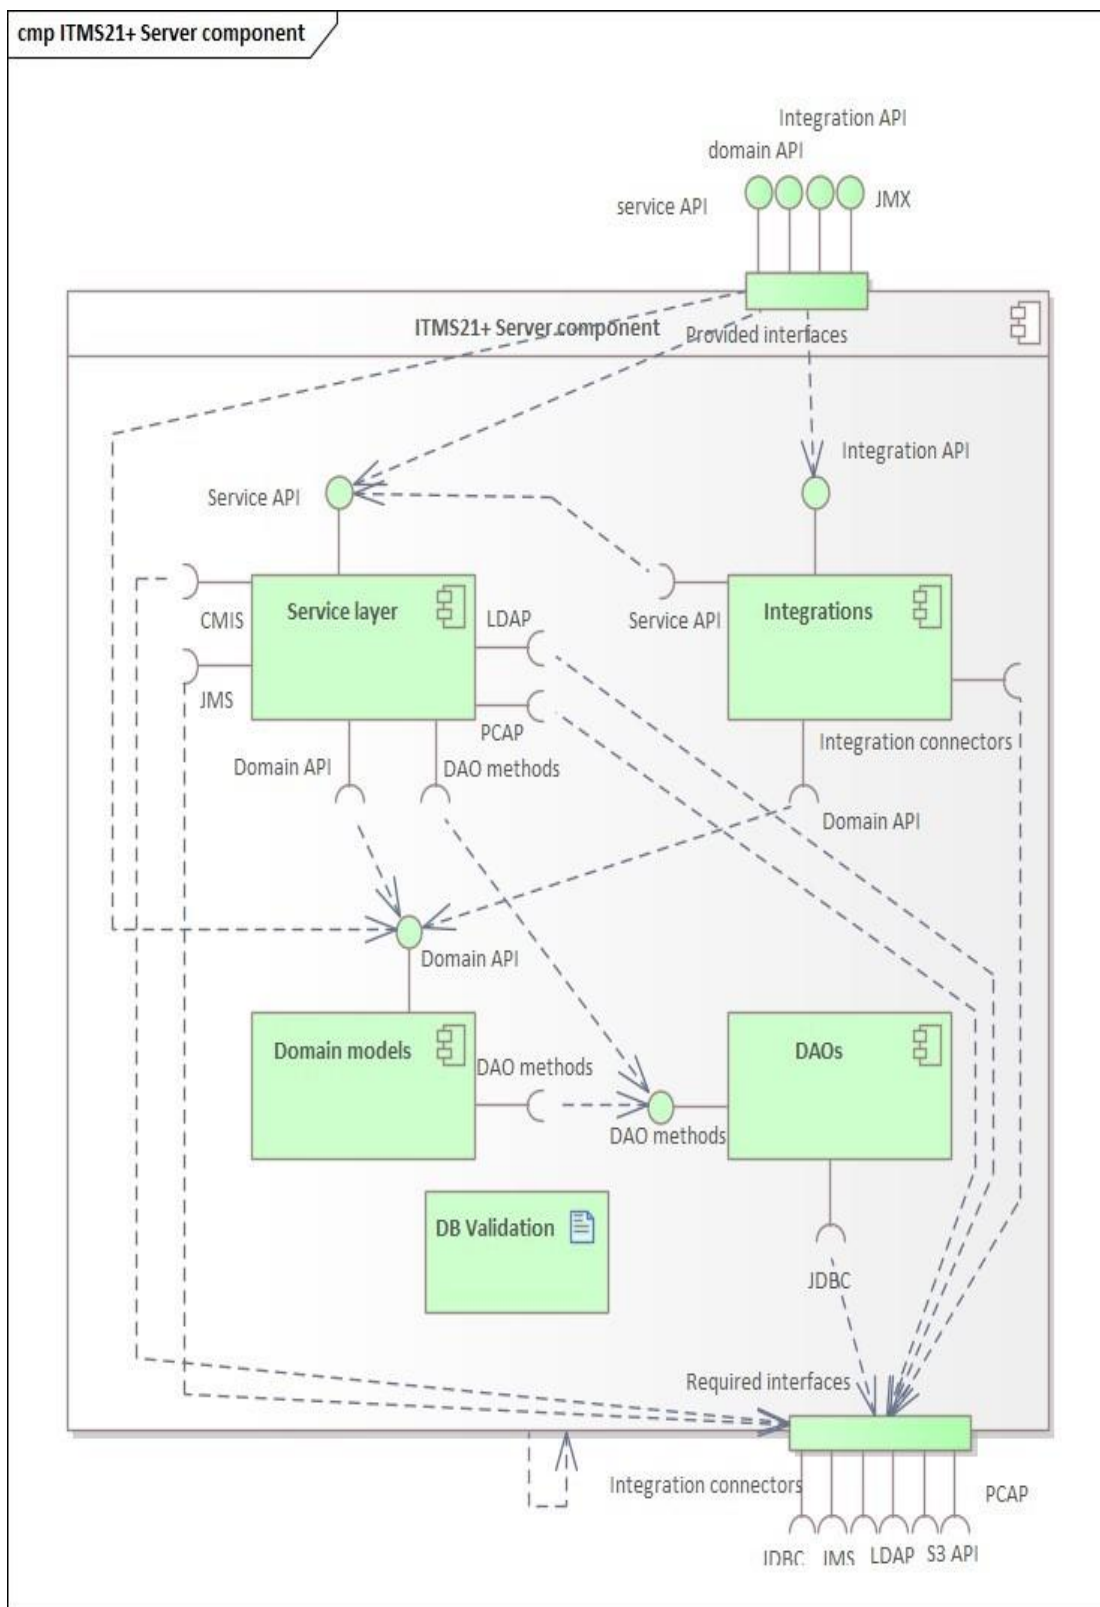 cmp ITMS21+ Server component
Integration API
domain API
service API
JMX
ITMS21+ Server component
Provided interfaces
Integration API
Service API
CMIS
Service layer
LDAP
Service API
Integrations
JMS
PCAP
Integration connectors
Domain API
DAO methods
Domain API
Domain API
Domain models
DAO methods
DAOs
DAO methods
DB Validation
JDBC
Required interfaces
Integration connectors
PCAP
JDBC
JMS
LDAP
S3 API